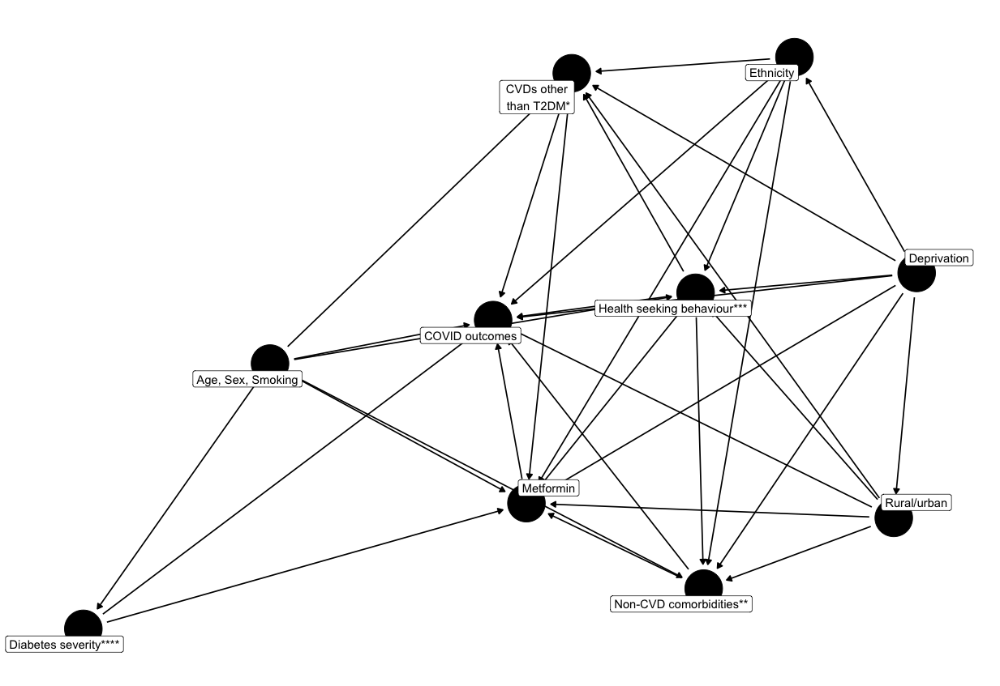 Ethnicity
CVDs other
than T2DM*
Deprivation
Health seeking behaviour***
COVID outcomes
Age, Sex, Smoking
Metformin
Rural/urban
Non-CVD comorbidities**
Diabetes severity****